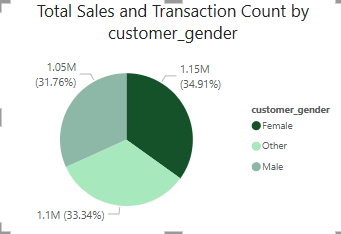 Total Sales and Transaction Count by
customer_gender
1.05M
(31.76%)
1.15M
(34.91%)
customer_gender
Female
Other
Male
1.1M (33.34%)